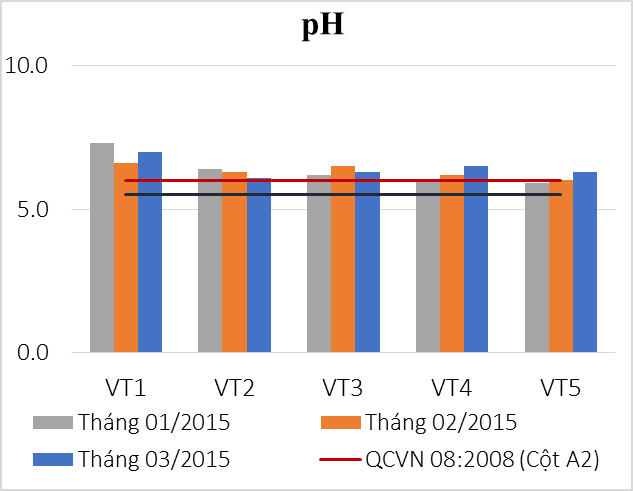 pH
10.0
5.0
0.0
VT1 VT2 VT3 VT4 VT5
Tháng 01/2015 Tháng 02/2015
Tháng 03/2015 QCVN 08:2008 (Cột A2)